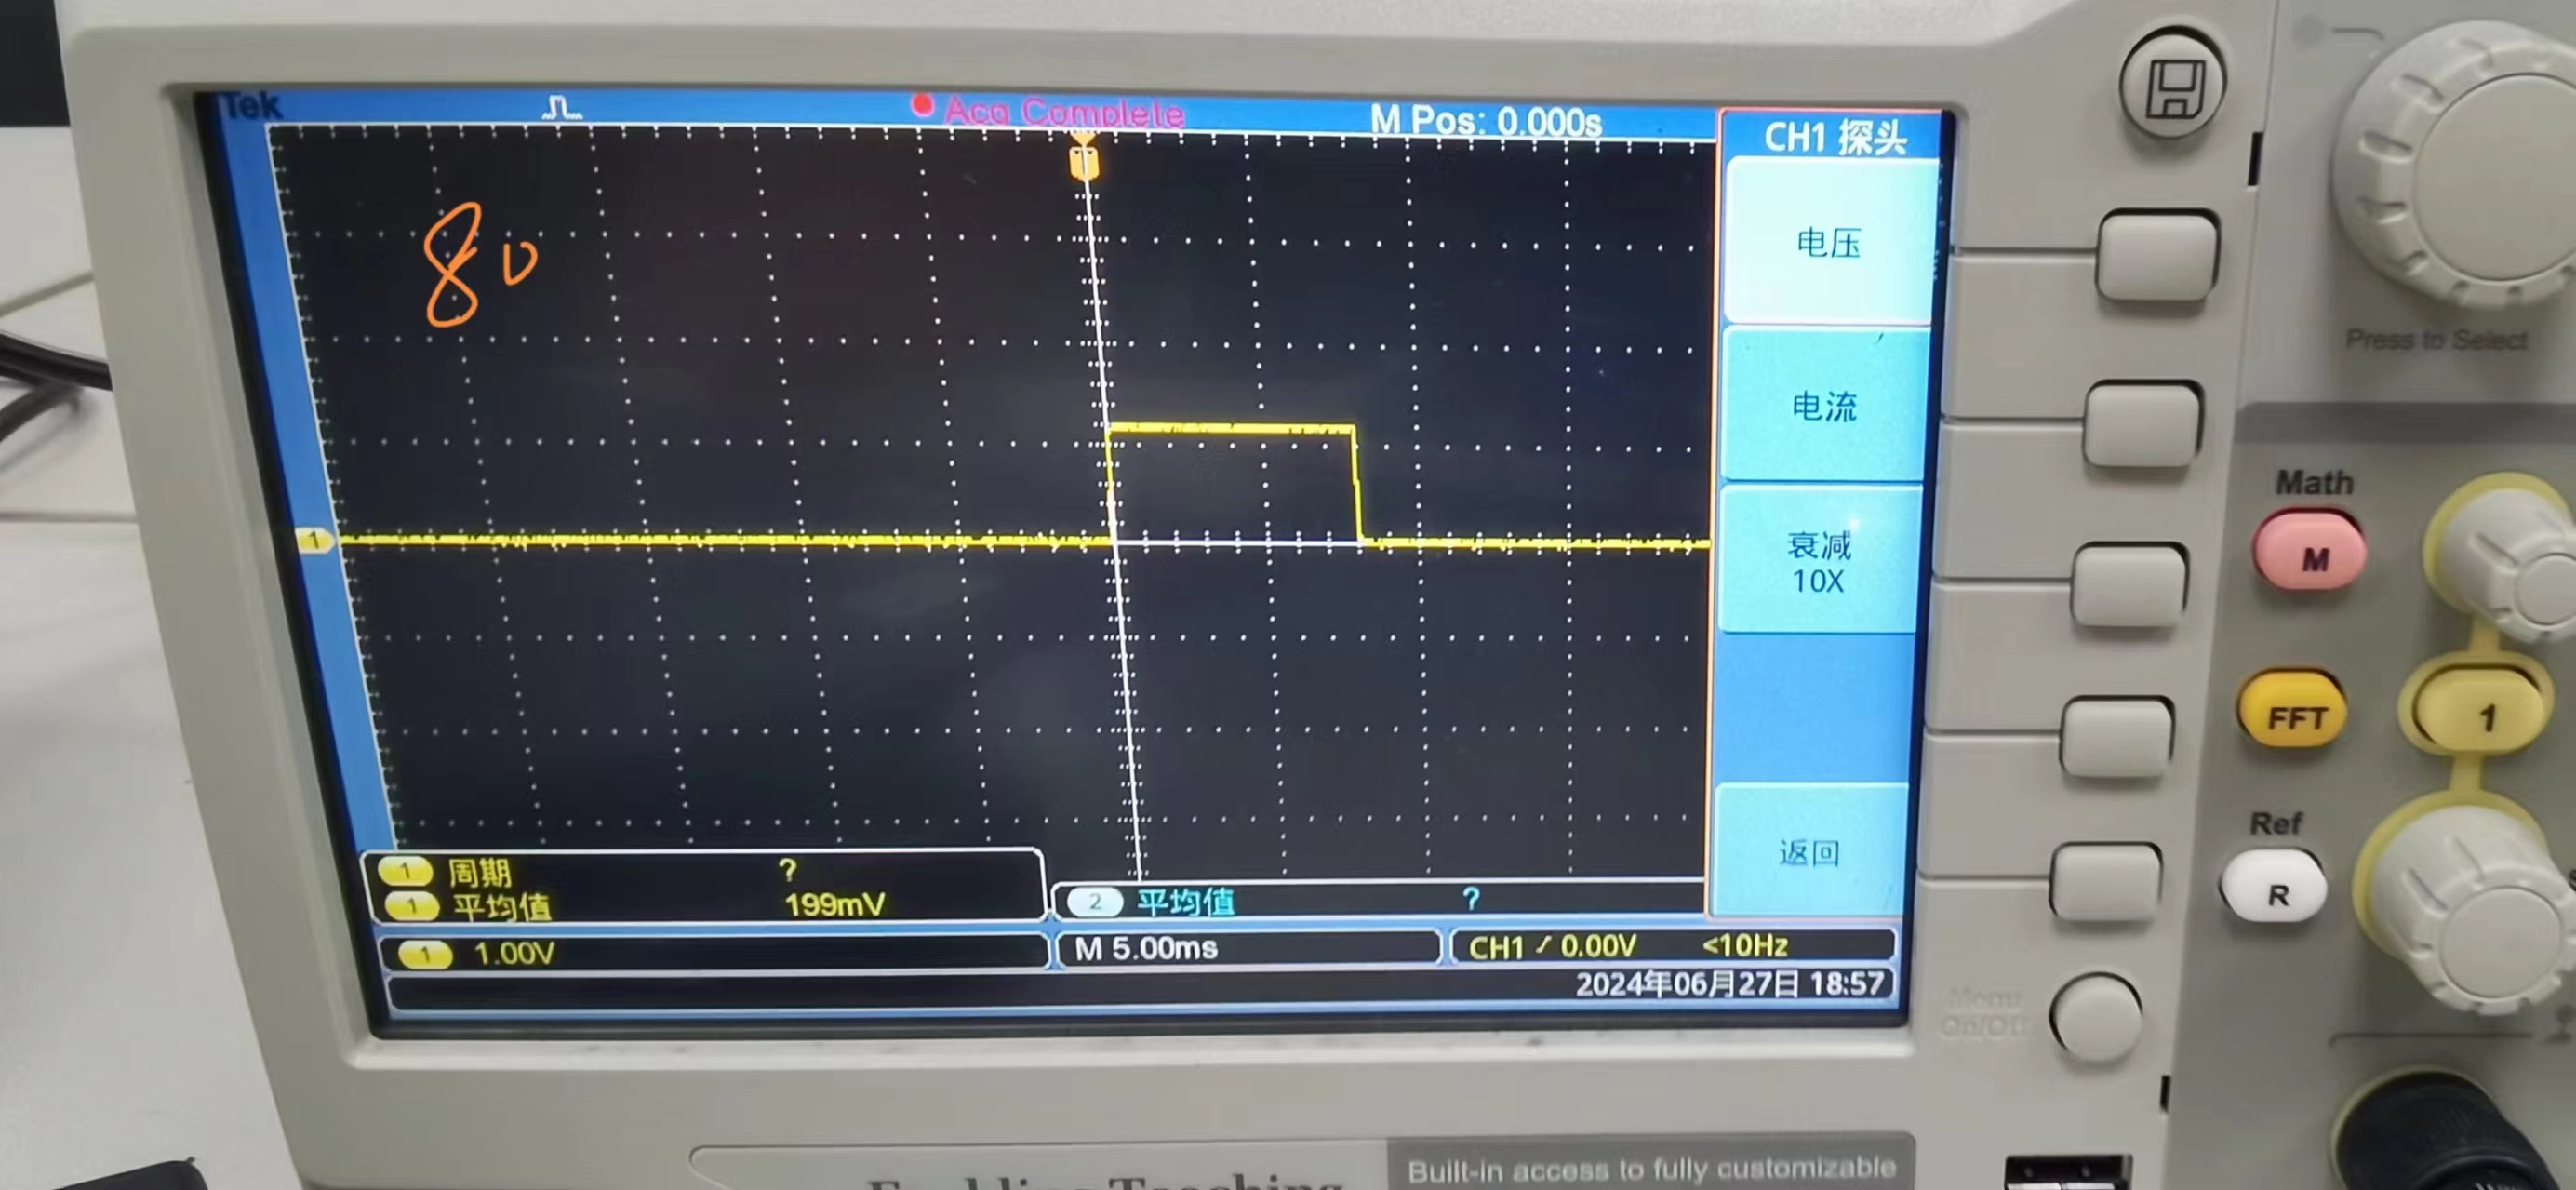 Tek
Acq Complete
M Pos: 0.000s
CH1 探头
80
电压
电流
衰减
10X
返回
1
1 周期 ?
1 平均值 199mV
2 平均值 ?
1 1.00V
M 5.00ms
CH1 / 0.00V <10Hz
2024年06月27日 18:57
Press to Select
Math
M
FFT
1
Ref
R
Menu
On/Off
Built-in access to fully customizable